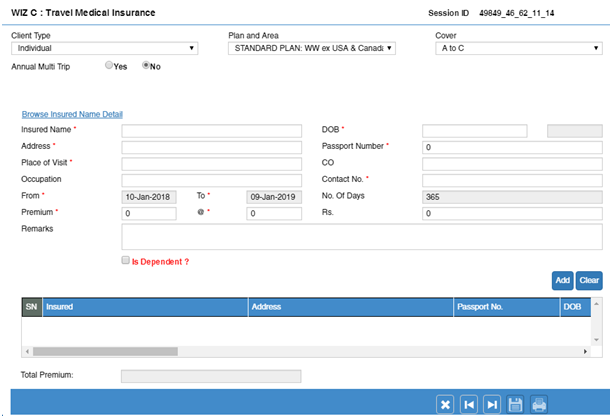 WIZ C : Travel Medical Insurance Session ID 49849_46_62_11_14
Client Type Plan and Area Cover
Individual STANDARD PLAN: WW ex USA & Canada A to C
Annual Multi Trip Yes No
Browse Insured Name Detail
Insured Name * DOB *
Address * Passport Number * 0
Place of Visit * CO
Occupation Contact No. *
From * 10-Jan-2018 To * 09-Jan-2019 No. Of Days 365
Premium * 0 @ * 0 Rs. 0
Remarks
Is Dependent ?
Add Clear
SN Insured Address Passport No. DOB
Total Premium: